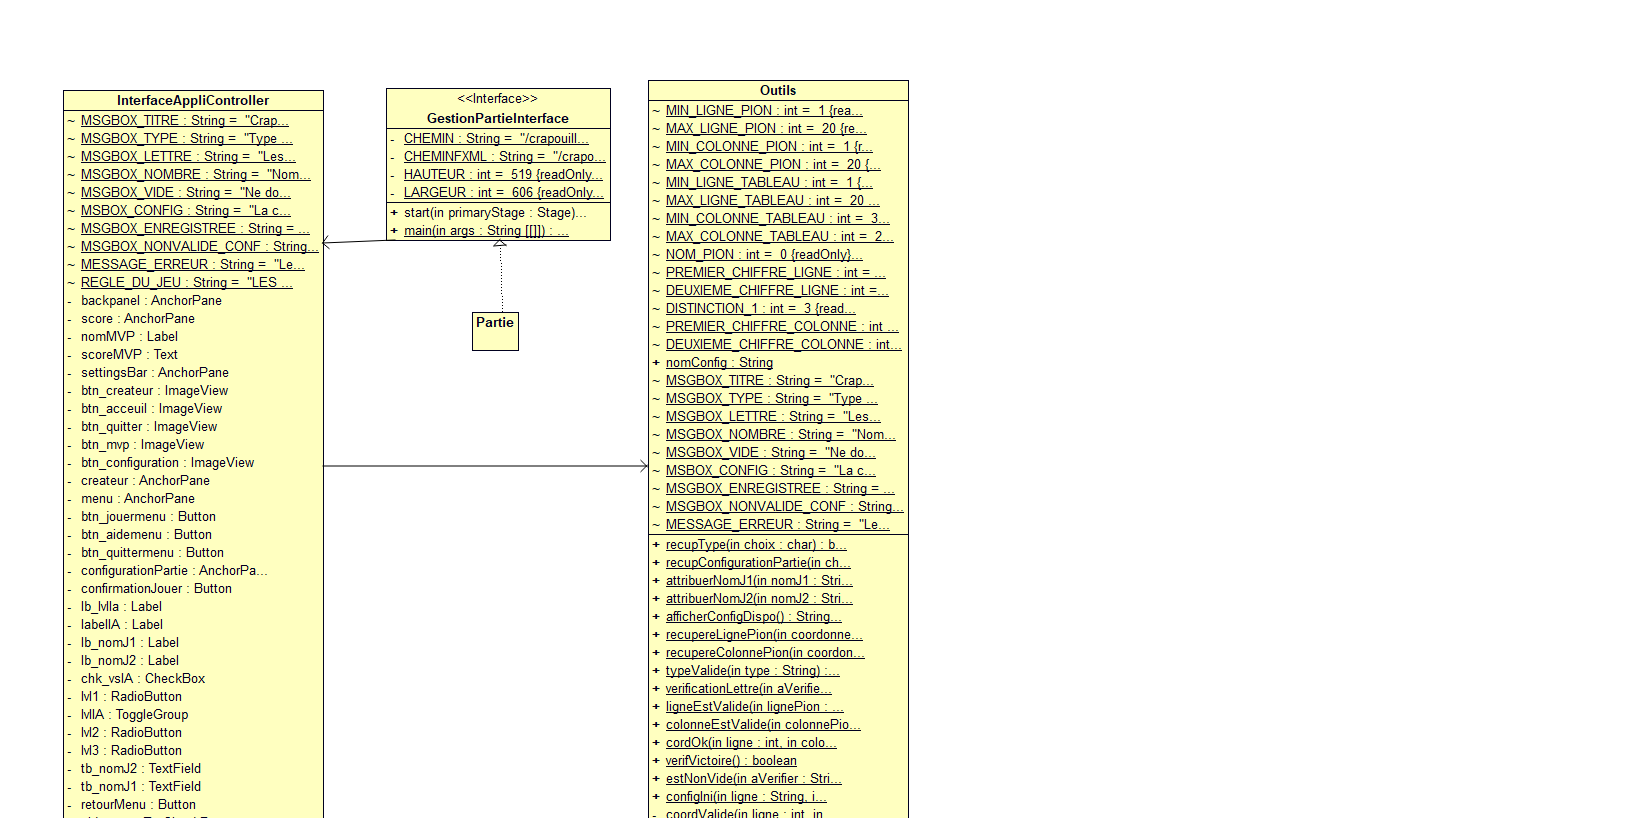 InterfaceAppliController
~ MSGBOX_TITRE : String = "Crap...
~ MSGBOX_TYPE : String = "Type ...
~ MSGBOX_LETTRE : String = "Les...
~ MSGBOX_NOMBRE : String = "Nom...
~ MSGBOX_VIDE : String = "Ne do...
~ MSBOX_CONFIG : String = "La c...
~ MSGBOX_ENREGISTREE : String = ...
~ MSGBOX_NONVALIDE_CONF : String...
~ MESSAGE_ERREUR : String = "Le...
~ REGLE_DU_JEU : String = "LES ...
- backpanel : AnchorPane
- score : AnchorPane
- nomMVP : Label
- scoreMVP : Text
- settingsBar : AnchorPane
- btn_createur : ImageView
- btn_acceuil : ImageView
- btn_quitter : ImageView
- btn_mvp : ImageView
- btn_configuration : ImageView
- createur : AnchorPane
- menu : AnchorPane
- btn_jouermenu : Button
- btn_aidemenu : Button
- btn_quittermenu : Button
- configurationPartie : AnchorPa...
- confirmationJouer : Button
- lb_lvlIa : Label
- labelIA : Label
- lb_nomJ1 : Label
- lb_nomJ2 : Label
- chk_vsIA : CheckBox
- lvl1 : RadioButton
- lvlIA : ToggleGroup
- lvl2 : RadioButton
- lvl3 : RadioButton
- tb_nomJ2 : TextField
- tb_nomJ1 : TextField
- retourMenu : Button
<<Interface>>
GestionPartieInterface
- CHEMIN : String = "/crapouill...
- CHEMINFXML : String = "/crapo...
- HAUTEUR : int = 519 {readOnly...
- LARGEUR : int = 606 {readOnly...
+ start(in primaryStage : Stage)...
+ main(in args : String [[]]) : ...
Partie
Outils
~ MIN_LIGNE_PION : int = 1 {rea...
~ MAX_LIGNE_PION : int = 20 {re...
~ MIN_COLONNE_PION : int = 1 {r...
~ MAX_COLONNE_PION : int = 20 {...
~ MIN_LIGNE_TABLEAU : int = 1 {...
~ MAX_LIGNE_TABLEAU : int = 20 ...
~ MIN_COLONNE_TABLEAU : int = 3...
~ MAX_COLONNE_TABLEAU : int = 2...
~ NOM_PION : int = 0 {readOnly}...
~ PREMIER_CHIFFRE_LIGNE : int = ...
~ DEUXIEME_CHIFFRE_LIGNE : int =...
~ DISTINCTION_1 : int = 3 {read...
~ PREMIER_CHIFFRE_COLONNE : int ...
~ DEUXIEME_CHIFFRE_COLONNE : int...
+ nomConfig : String
~ MSGBOX_TITRE : String = "Crap...
~ MSGBOX_TYPE : String = "Type ...
~ MSGBOX_LETTRE : String = "Les...
~ MSGBOX_NOMBRE : String = "Nom...
~ MSGBOX_VIDE : String = "Ne do...
~ MSBOX_CONFIG : String = "La c...
~ MSGBOX_ENREGISTREE : String = ...
~ MSGBOX_NONVALIDE_CONF : String...
~ MESSAGE_ERREUR : String = "Le...
+ recupType(in choix : char) : b...
+ recupConfigurationPartie(in ch...
+ attribuerNomJ1(in nomJ1 : Stri...
+ attribuerNomJ2(in nomJ2 : Stri...
+ afficherConfigDispo() : String...
+ recupereLignePion(in coordonne...
+ recupereColonnePion(in coordon...
+ typeValide(in type : String) :...
+ verificationLettre(in aVerifie...
+ ligneEstValide(in lignePion : ...
+ colonneEstValide(in colonnePio...
+ cordOk(in ligne : int, in colo...
+ verifVictoire() : boolean
+ estNonVide(in aVerifier : Stri...
+ configIni(in ligne : String, i...
- coordValide(in ligne : int, in